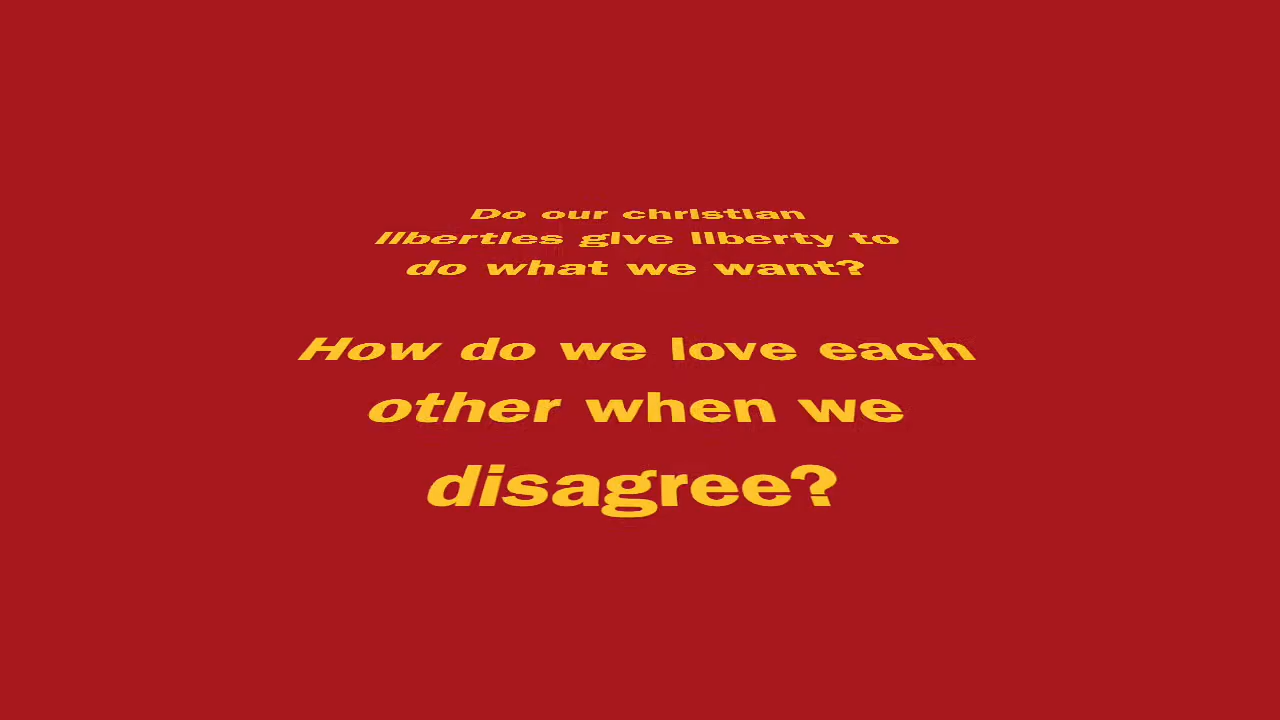 Do our christian
liberties give liberty to
do what we want?
How do we love each
other when we
disagree?